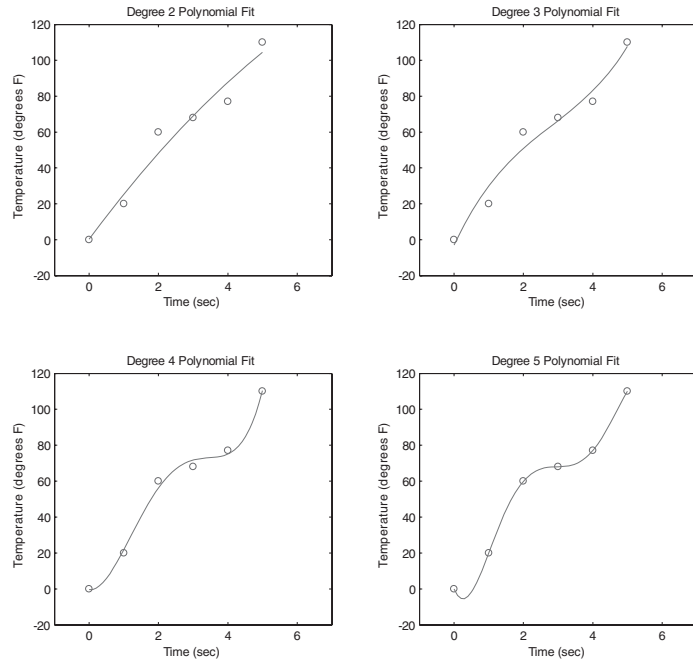 Degree 2 Polynomial Fit
120
100
80
60
40
20
0
-20
Temperature (degrees F)
0 2 4 6
Time (sec)
Degree 3 Polynomial Fit
120
100
80
60
40
20
0
-20
Temperature (degrees F)
0 2 4 6
Time (sec)
Degree 4 Polynomial Fit
120
100
80
60
40
20
0
-20
Temperature (degrees F)
0 2 4 6
Time (sec)
Degree 5 Polynomial Fit
120
100
80
60
40
20
0
-20
Temperature (degrees F)
0 2 4 6
Time (sec)